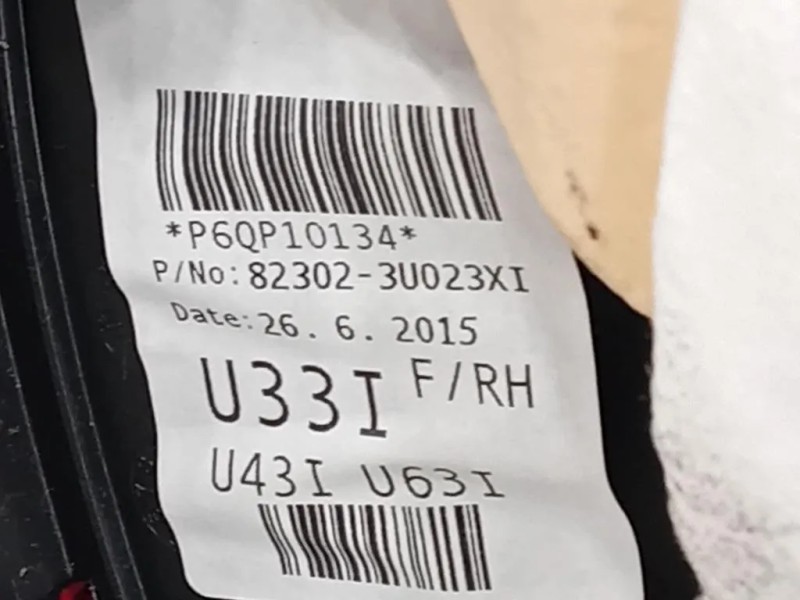 *P6QP10134*
P/No: 82302-3U023XI
Date: 26. 6. 2015
U33I F/RH
U43I U63I